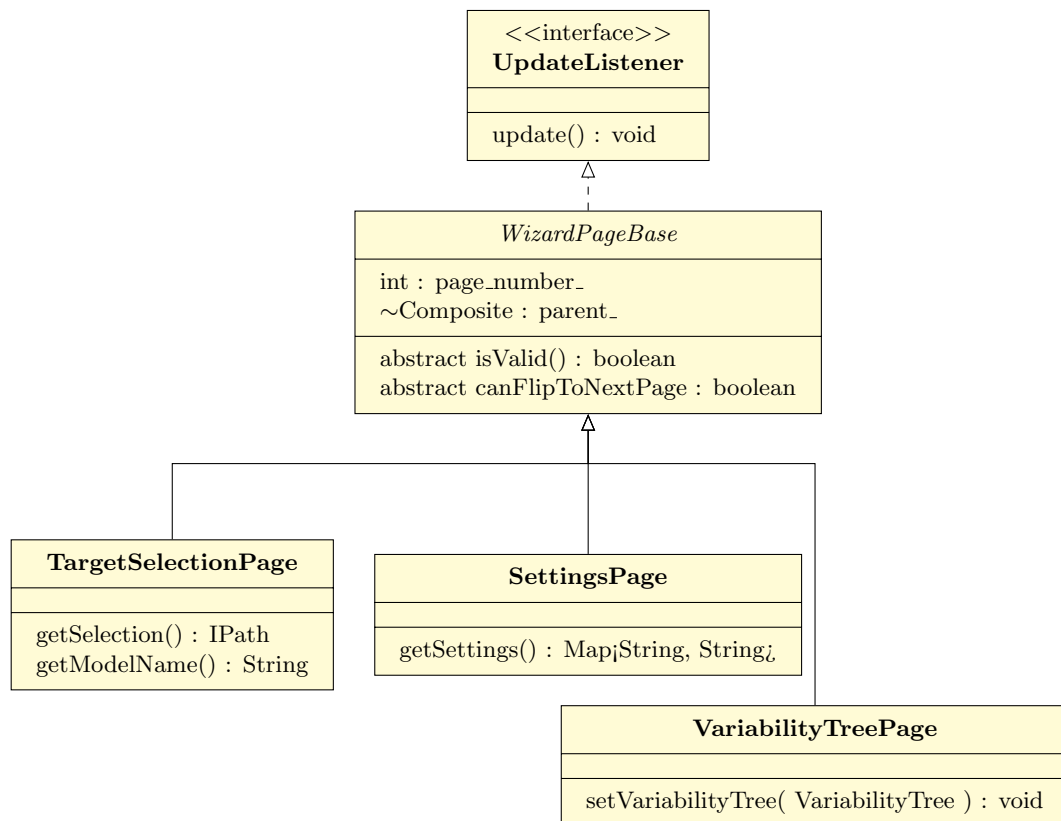 <<interface>>
UpdateListener
update() : void
WizardPageBase
int : page_number_
~Composite : parent_
abstract isValid() : boolean
abstract canFlipToNextPage : boolean
TargetSelectionPage
getSelection() : IPath
getModelName() : String
SettingsPage
getSettings() : Map¡String, String¿
VariabilityTreePage
setVariabilityTree( VariabilityTree ) : void